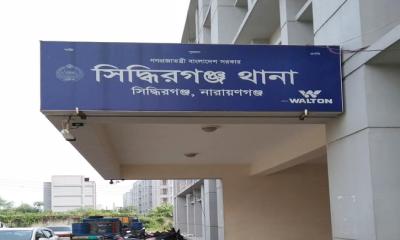 গণপ্রজাতন্ত্রী বাংলাদেশ সরকার
সিদ্ধিরগঞ্জ থানা
সিদ্ধিরগঞ্জ, নারায়ণগঞ্জ
WALTON